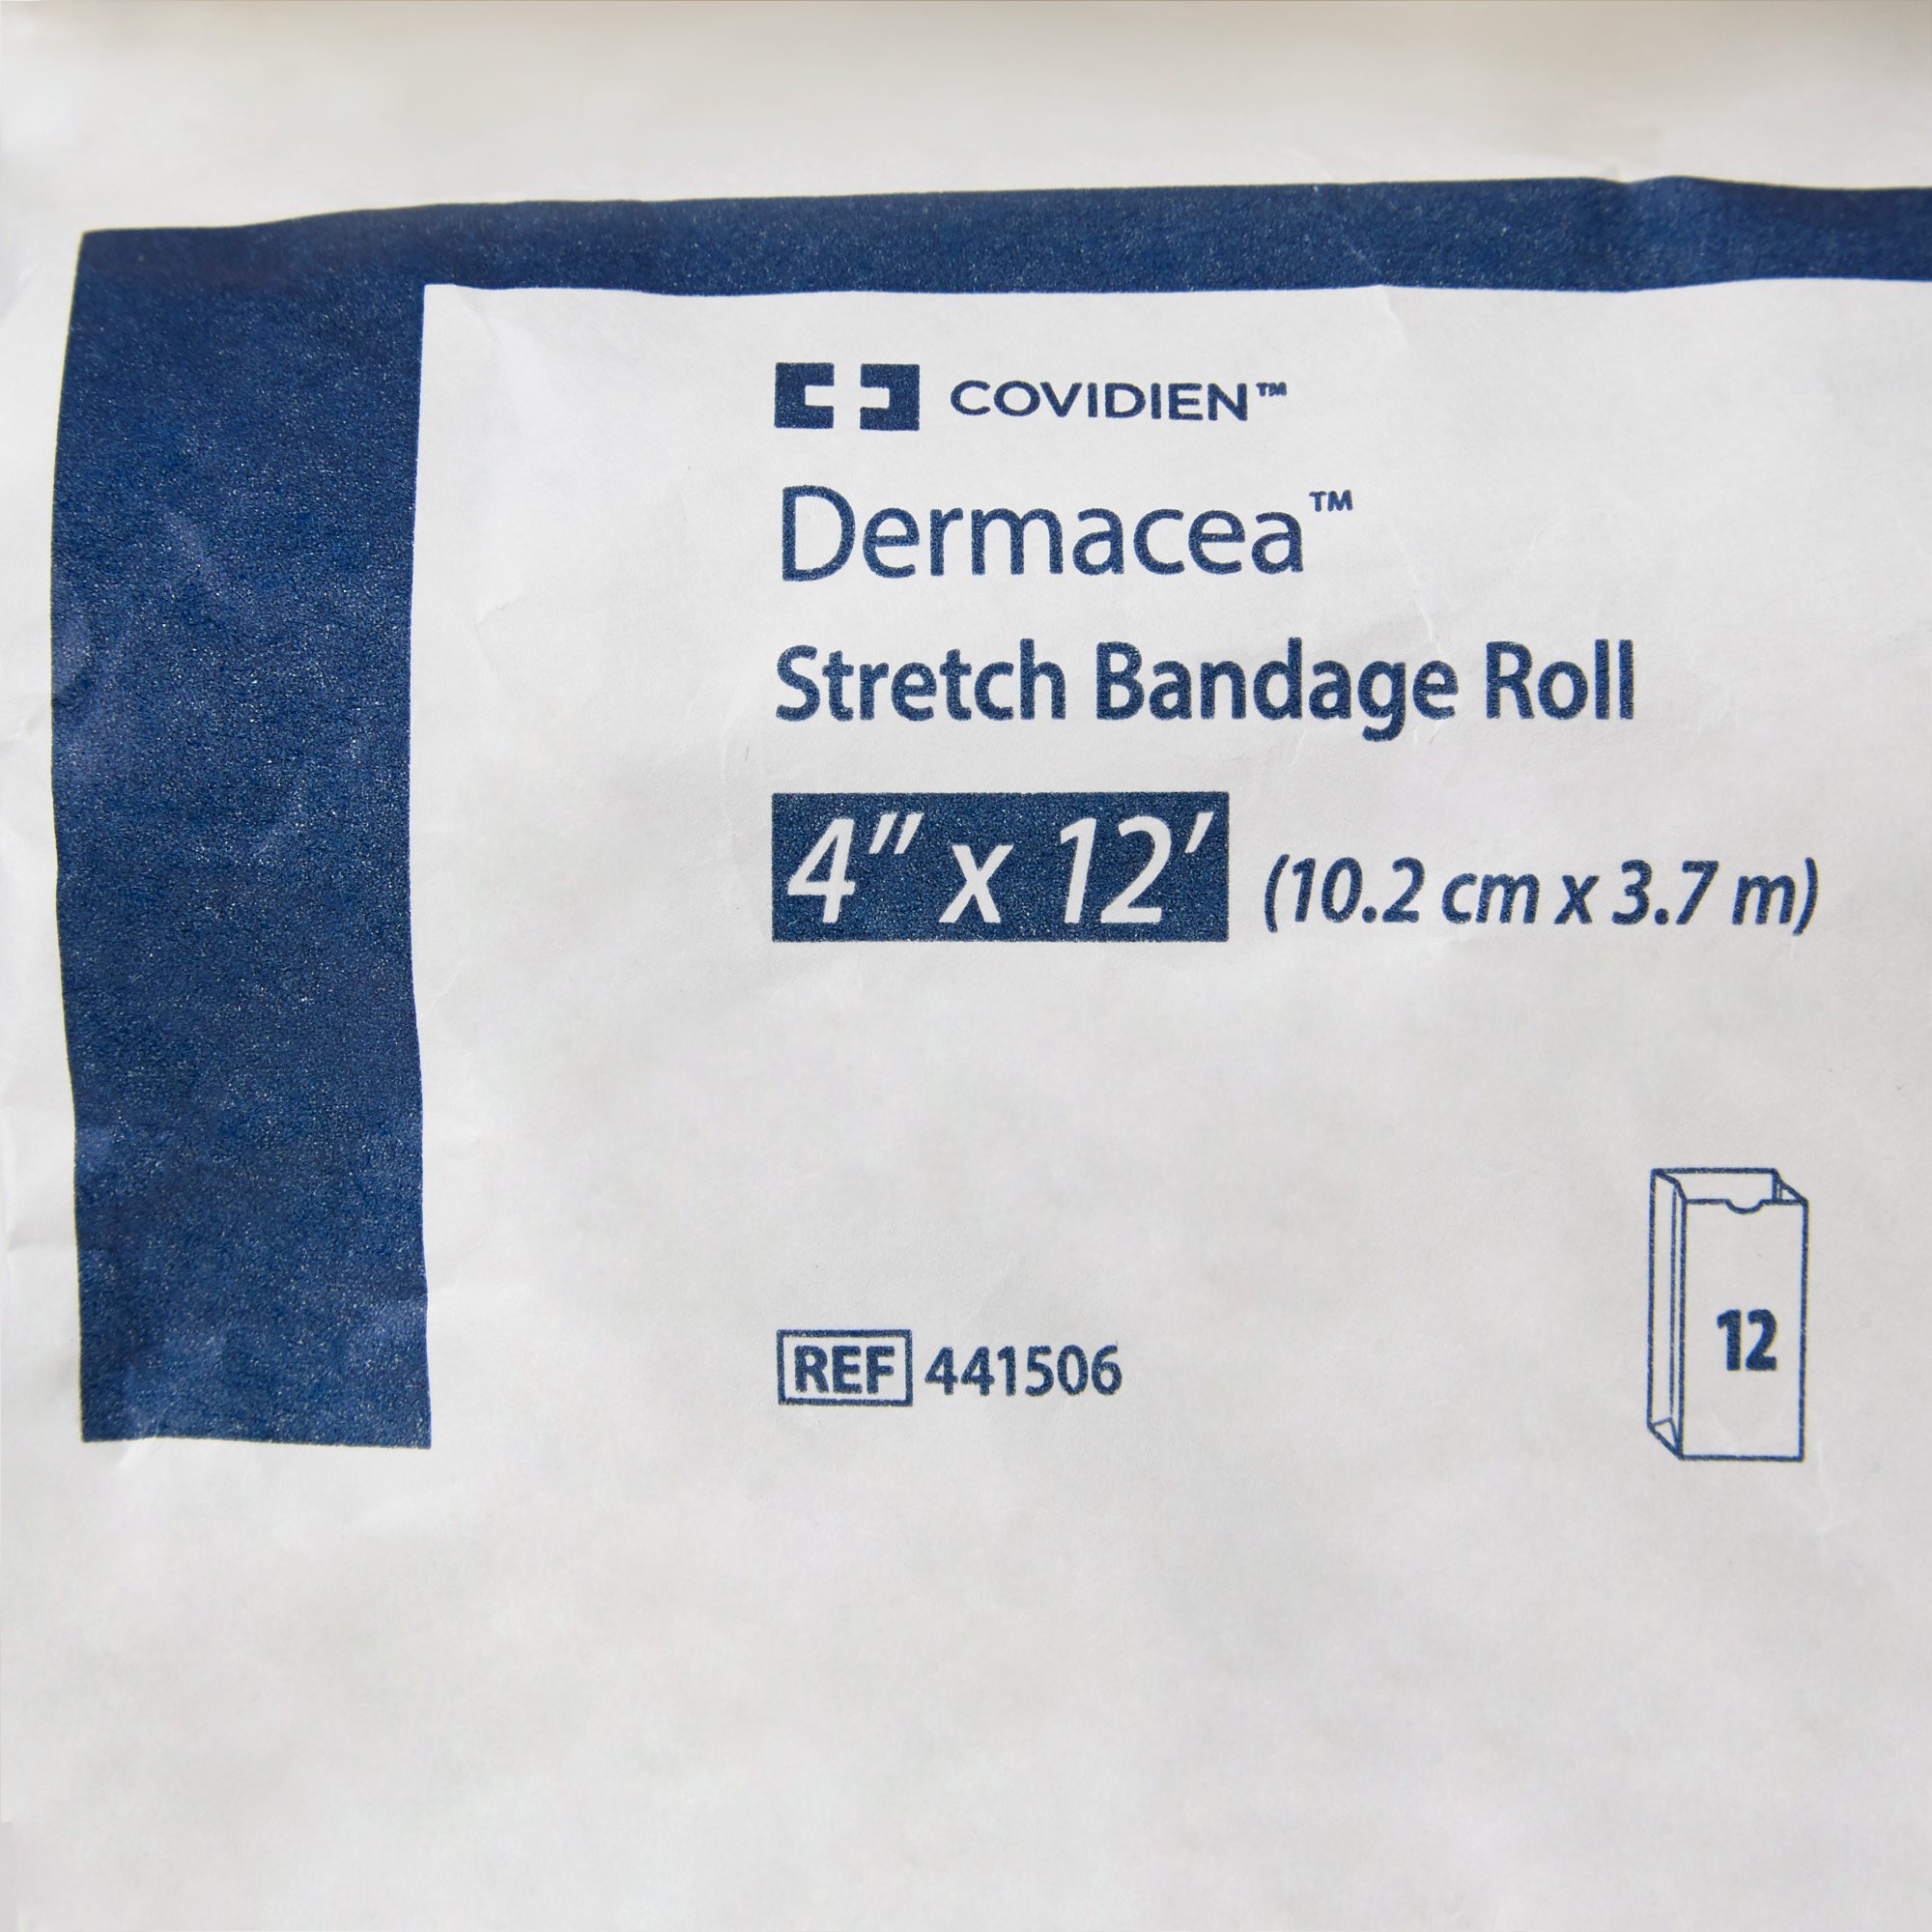 COVIDIEN™
Dermacea™
Stretch Bandage Roll
4" x 12' (10.2 cm x 3.7 m)
REF 441506
12